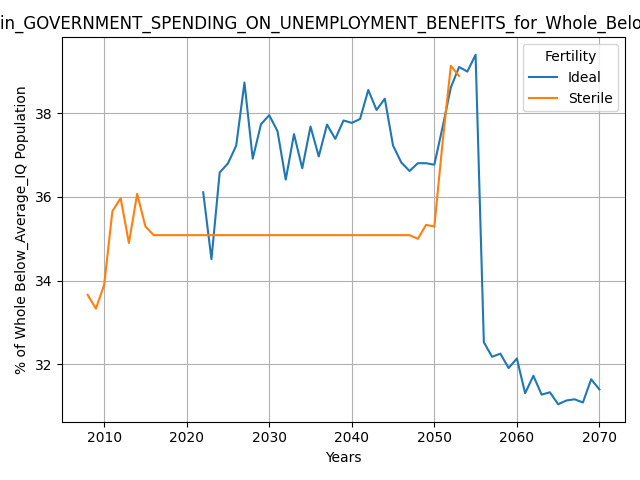 in_GOVERNMENT_SPENDING_ON_UNEMPLOYMENT_BENEFITS_for_Whole_Belo
Fertility
Ideal
Sterile
% of Whole Below_Average_IQ Population
38
36
34
32
2010 2020 2030 2040 2050 2060 2070
Years